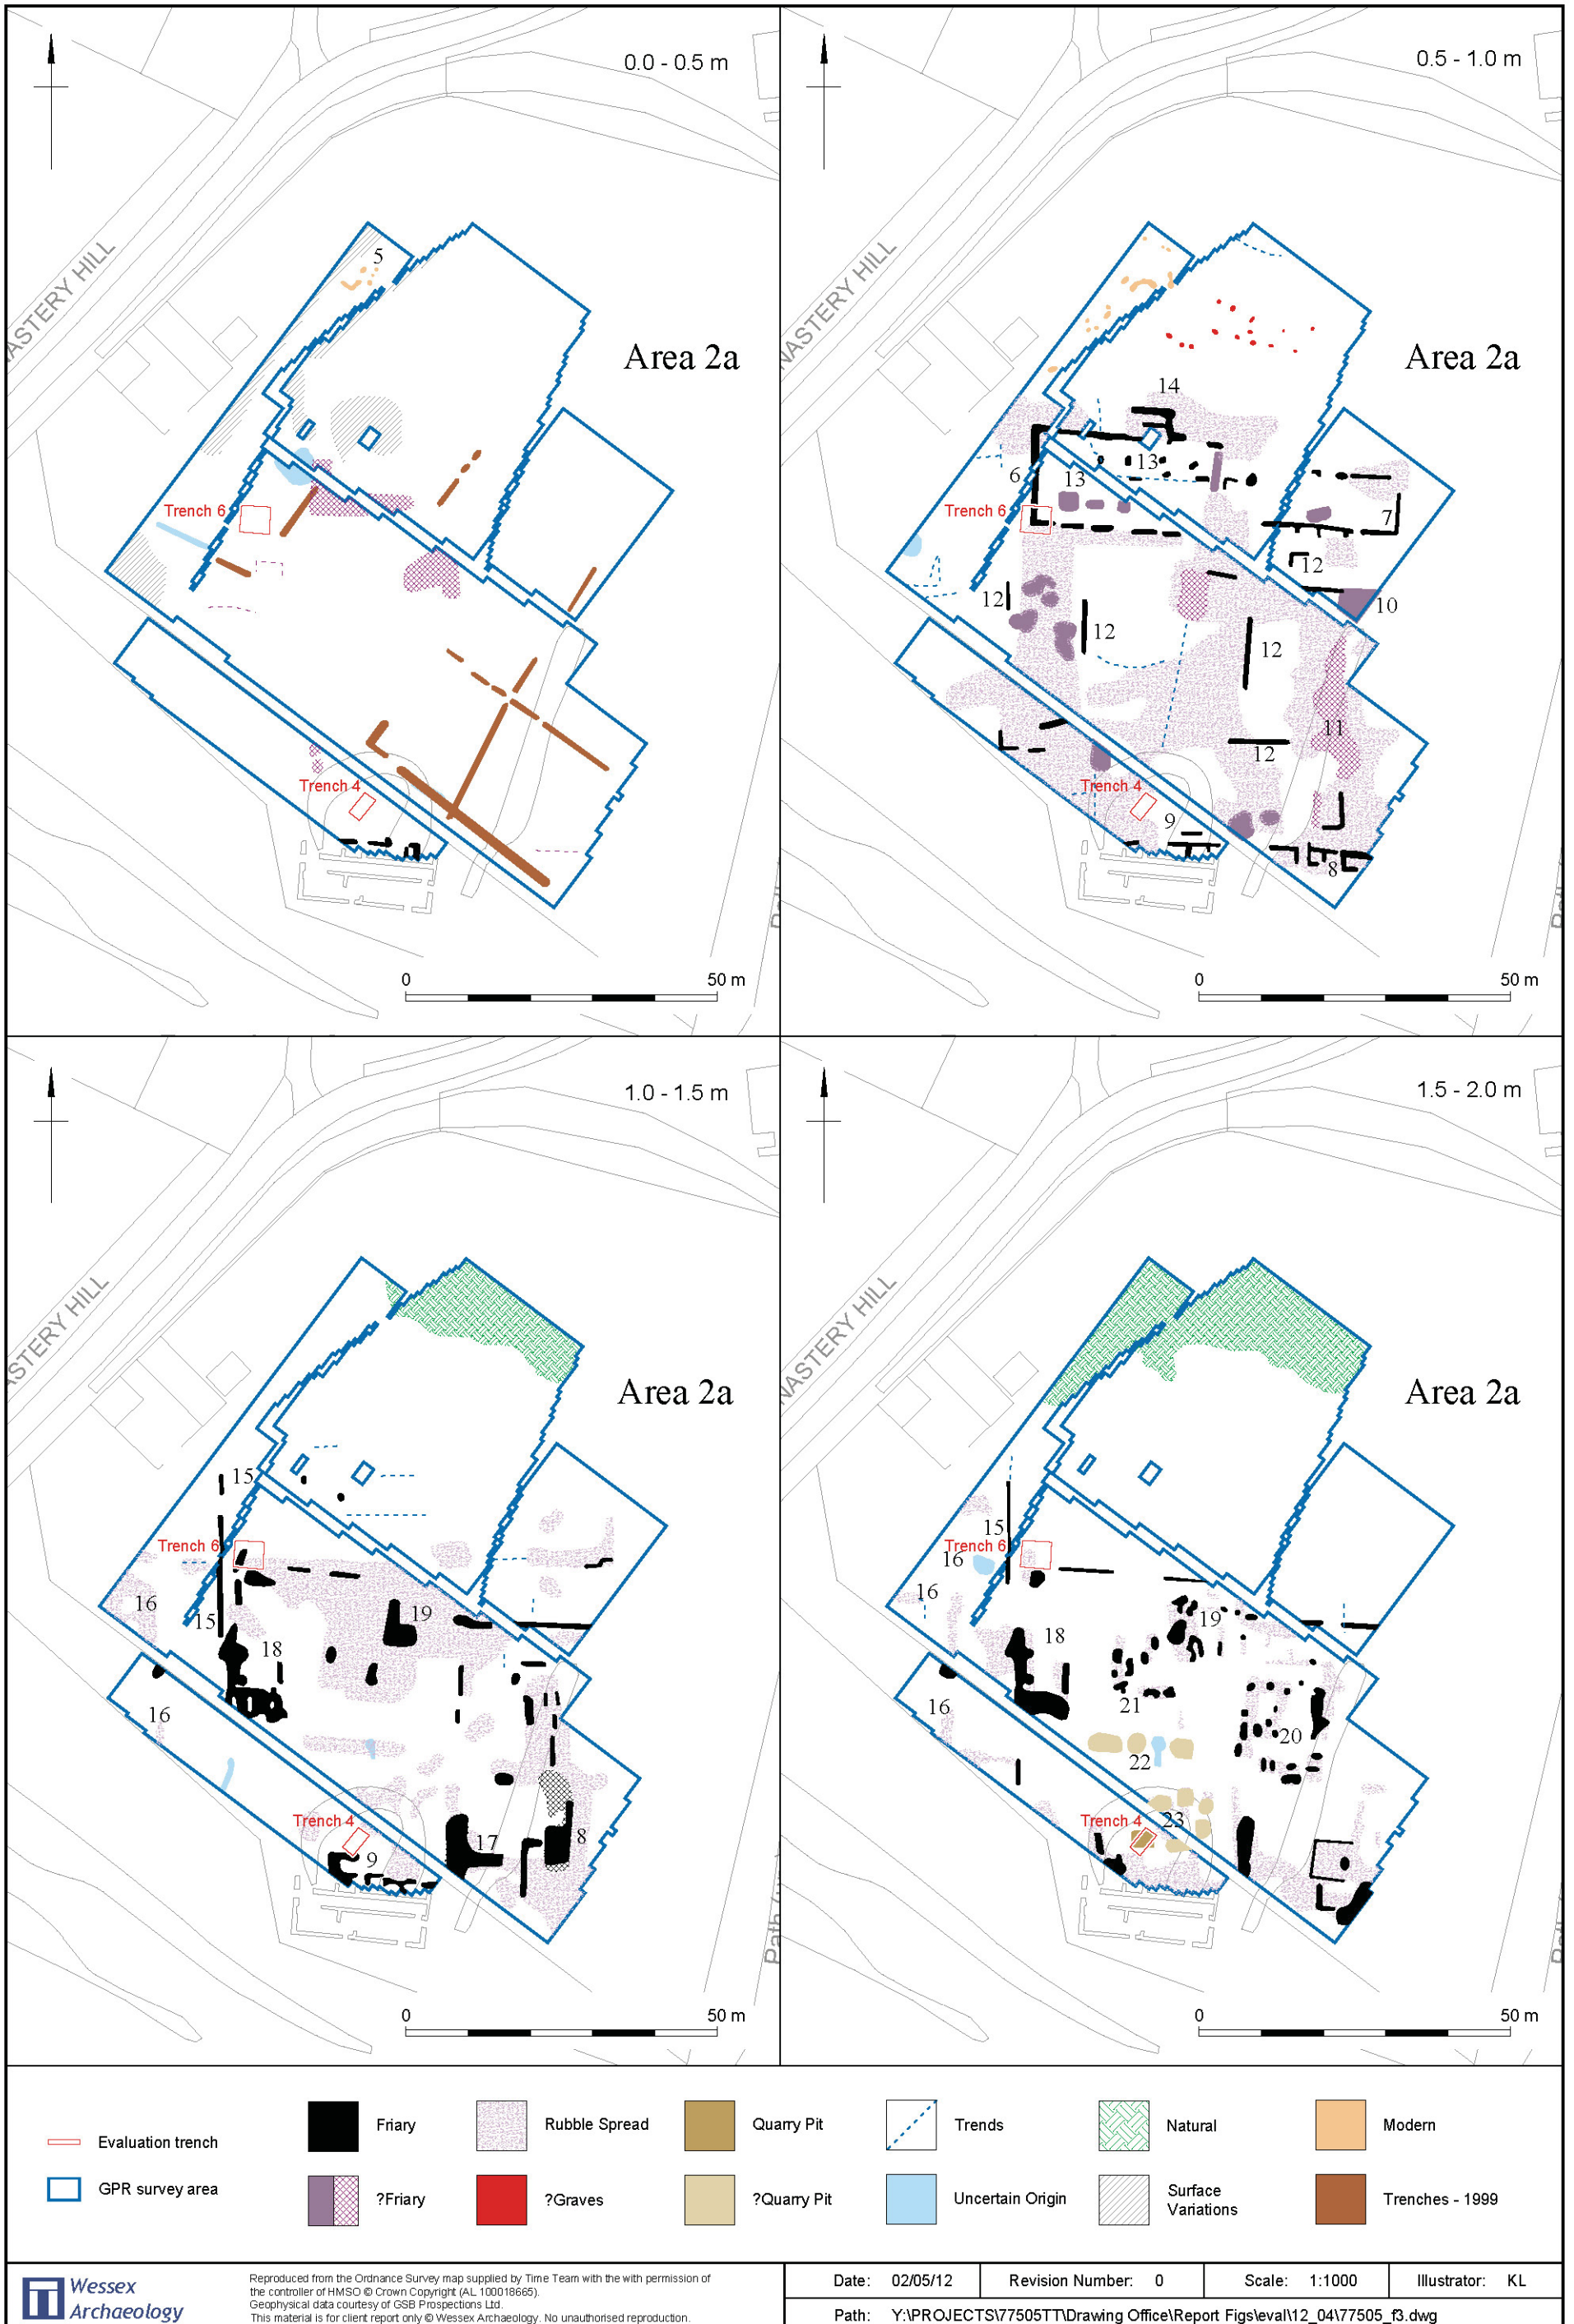 0.0 - 0.5 m
ASTERY HILL
5
Area 2a
Trench 6
Trench 4
0 50 m
0.5 - 1.0 m
NASTERY HILL
Area 2a
14
13
6
13
Trench 6
7
12
10
12
12
12
11
12
Trench 4
9
8
0 50 m
1.0 - 1.5 m
ASTERY HILL
Area 2a
15
Trench 6
16
15
19
18
16
Trench 4
17
8
9
Path
0 50 m
1.5 - 2.0 m
NASTERY HILL
Area 2a
15
Trench 6
16
16
19
18
16
21
20
22
Trench 4
23
0 50 m
Evaluation trench
GPR survey area
Friary
?Friary
Rubble Spread
?Graves
Quarry Pit
?Quarry Pit
Trends
Uncertain Origin
Natural
Surface
Variations
Modern
Trenches - 1999
Wessex
Archaeology
Reproduced from the Ordnance Survey map supplied by Time Team with the with permission of
the controller of HMSO © Crown Copyright (AL 100018665).
Geophysical data courtesy of GSB Prospections Ltd.
This material is for client report only © Wessex Archaeology. No unauthorised reproduction.
Date: 02/05/12 Revision Number: 0 Scale: 1:1000 Illustrator: KL
Path: Y:\PROJECTS\77505TT\Drawing Office\Report Figs\eval\12_04\77505_f3.dwg